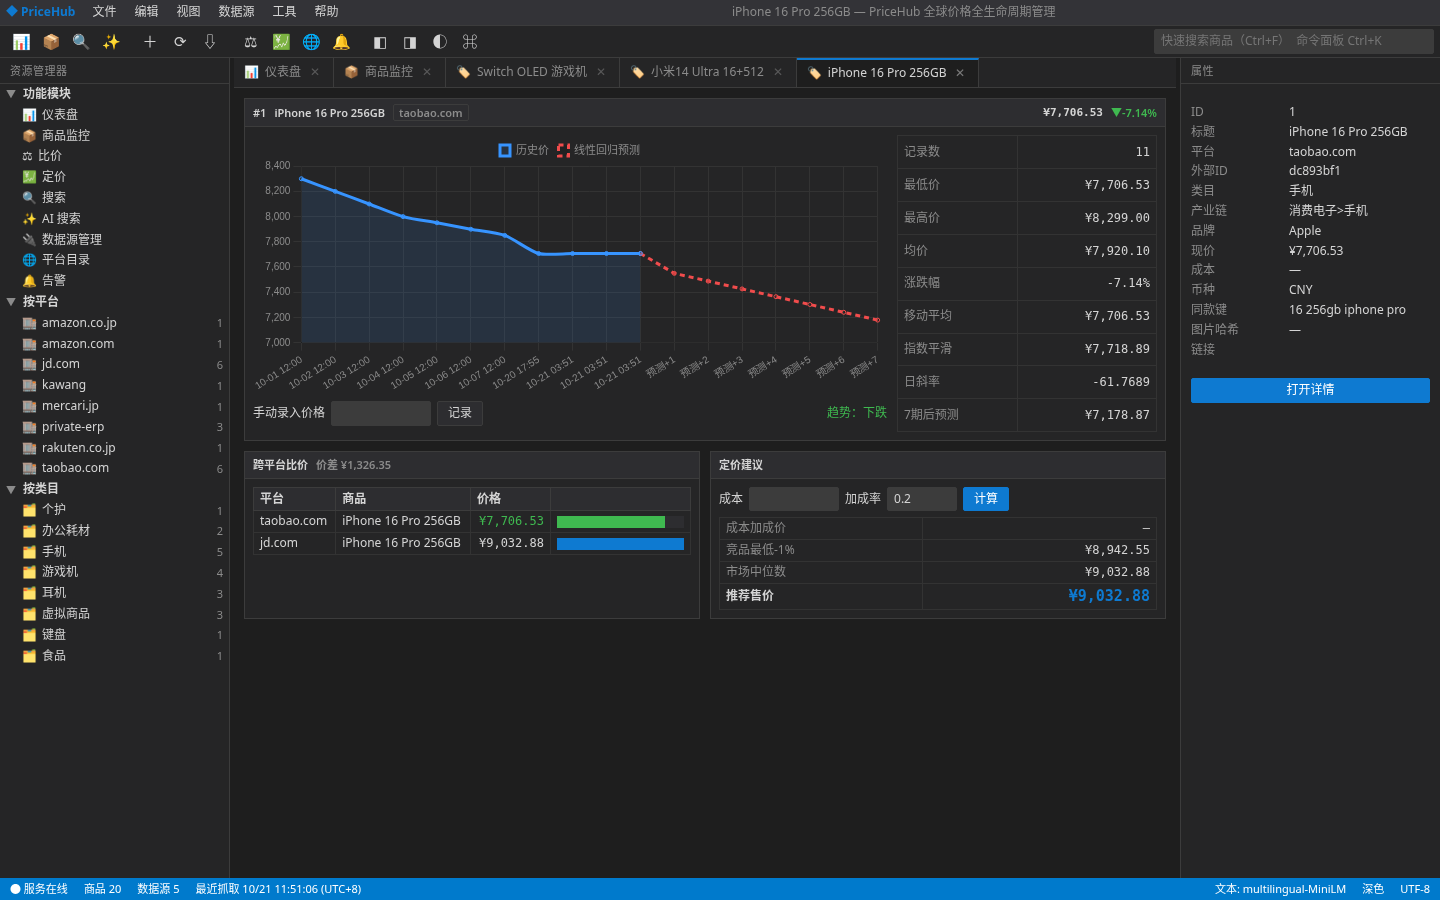 PriceHub 文件 编辑 视图 数据源 工具 帮助 iPhone 16 Pro 256GB — PriceHub 全球价格全生命周期管理
快速搜索商品（Ctrl+F） 命令面板 Ctrl+K
资源管理器
功能模块
仪表盘
商品监控
比价
定价
搜索
AI 搜索
数据源管理
平台目录
告警
按平台
amazon.co.jp 1
amazon.com 1
jd.com 6
kawang 1
mercari.jp 1
private-erp 3
rakuten.co.jp 1
taobao.com 6
按类目
个护 1
办公耗材 2
手机 5
游戏机 4
耳机 3
虚拟商品 3
键盘 1
食品 1
仪表盘 × 商品监控 × Switch OLED 游戏机 × 小米14 Ultra 16+512 × iPhone 16 Pro 256GB ×
#1 iPhone 16 Pro 256GB taobao.com ¥7,706.53 ▼-7.14%
历史价 线性回归预测
8,400
8,200
8,000
7,800
7,600
7,400
7,200
7,000
10-01 12:00 10-02 12:00 10-03 12:00 10-04 12:00 10-05 12:00 10-06 12:00 10-07 12:00 10-20 17:55 10-21 03:51 10-21 03:51 10-21 03:51 预测+1 预测+2 预测+3 预测+4 预测+5 预测+6 预测+7
手动录入价格 记录 趋势：下跌
记录数 11
最低价 ¥7,706.53
最高价 ¥8,299.00
均价 ¥7,920.10
涨跌幅 -7.14%
移动平均 ¥7,706.53
指数平滑 ¥7,718.89
日斜率 -61.7689
7期后预测 ¥7,178.87
跨平台比价 价差 ¥1,326.35
平台 商品 价格
taobao.com iPhone 16 Pro 256GB ¥7,706.53
jd.com iPhone 16 Pro 256GB ¥9,032.88
定价建议
成本 加成率 0.2 计算
成本加成价 —
竞品最低-1% ¥8,942.55
市场中位数 ¥9,032.88
推荐售价 ¥9,032.88
属性
ID 1
标题 iPhone 16 Pro 256GB
平台 taobao.com
外部ID dc893bf1
类目 手机
产业链 消费电子>手机
品牌 Apple
现价 ¥7,706.53
成本 —
币种 CNY
同款键 16 256gb iphone pro
图片哈希 —
链接
打开详情
服务在线 商品 20 数据源 5 最近抓取 10/21 11:51:06 (UTC+8) 文本: multilingual-MiniLM 深色 UTF-8